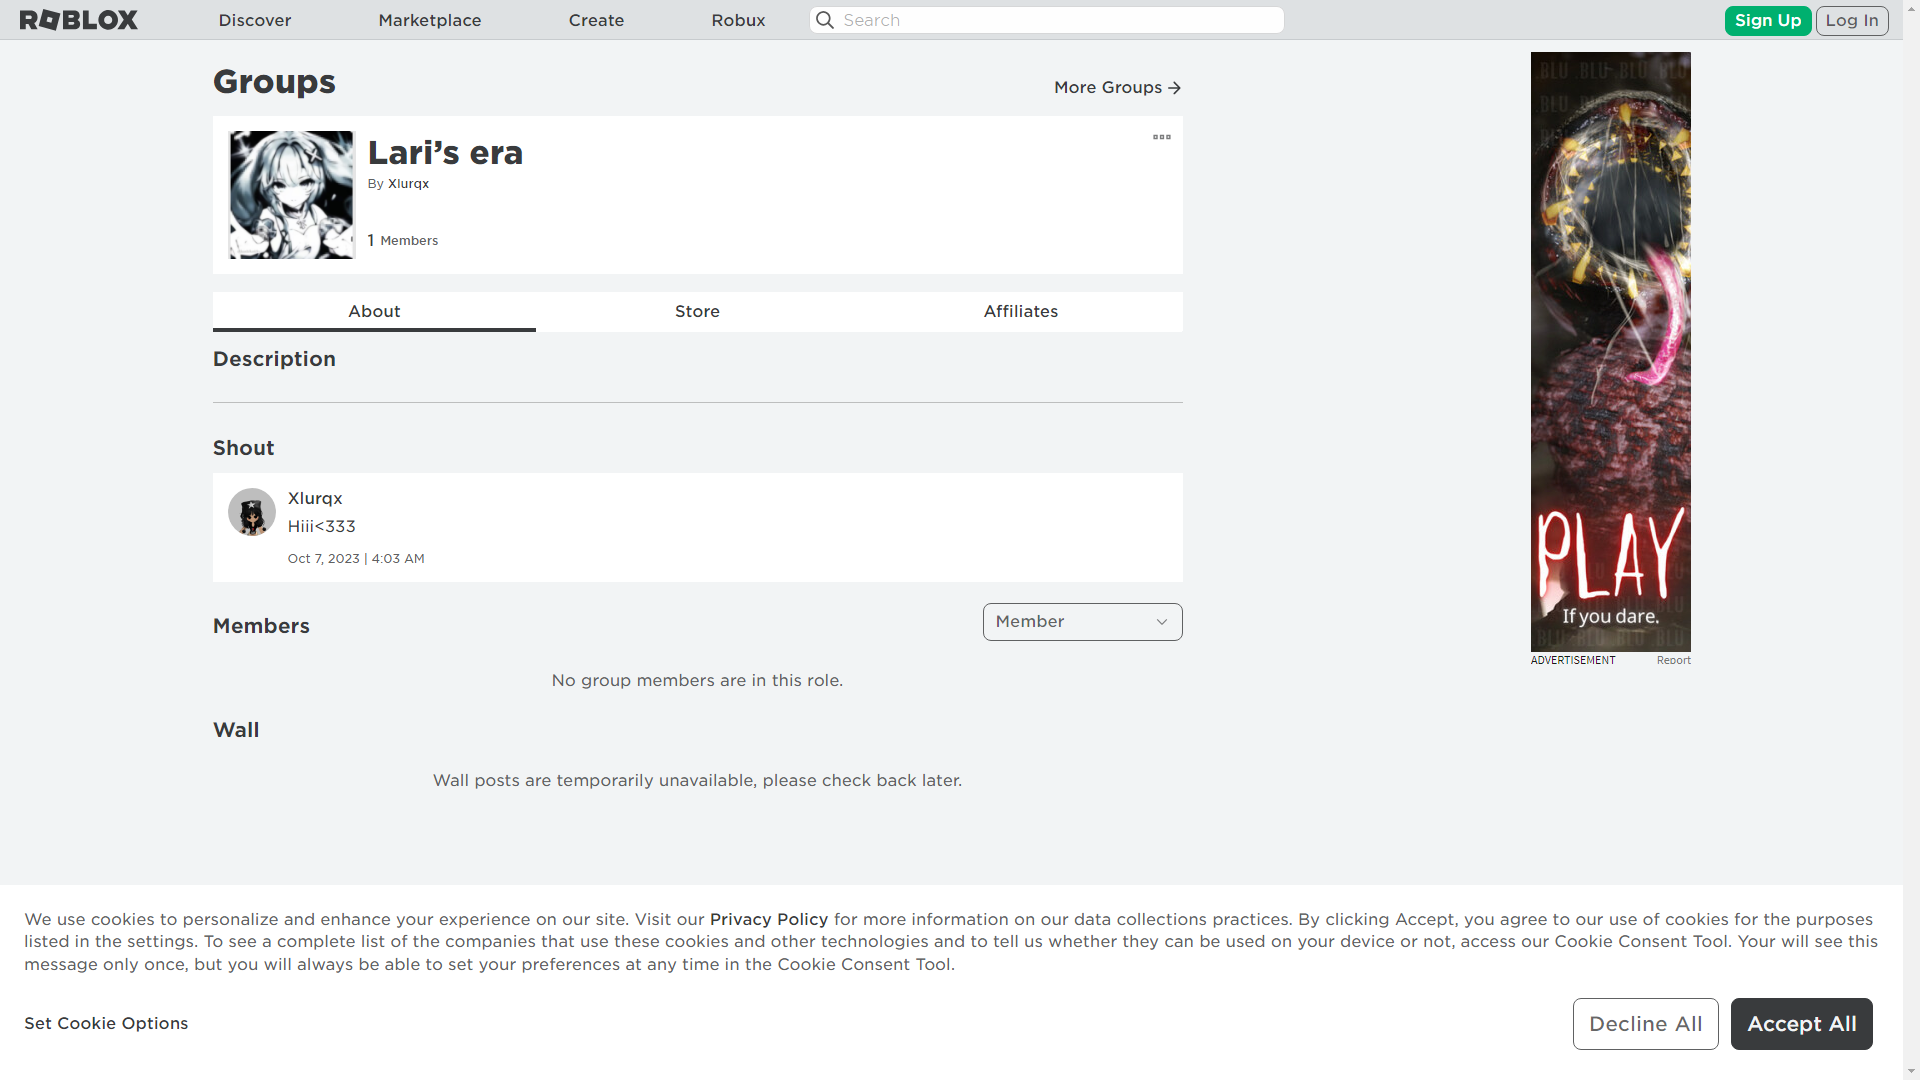 ROBLOX
Discover
Marketplace
Create
Robux
Search
Sign Up
Log In
Groups
More Groups
Lari’s era
By Xlurqx
1 Members
About
Store
Affiliates
Description
Shout
Xlurqx
Hiii<333
Oct 7, 2023 | 4:03 AM
Members
Member
No group members are in this role.
Wall
Wall posts are temporarily unavailable, please check back later.
PLAY
If you dare.
ADVERTISEMENT
Report
We use cookies to personalize and enhance your experience on our site. Visit our Privacy Policy for more information on our data collections practices. By clicking Accept, you agree to our use of cookies for the purposes
listed in the settings. To see a complete list of the companies that use these cookies and other technologies and to tell us whether they can be used on your device or not, access our Cookie Consent Tool. Your will see this
message only once, but you will always be able to set your preferences at any time in the Cookie Consent Tool.
Set Cookie Options
Decline All
Accept All